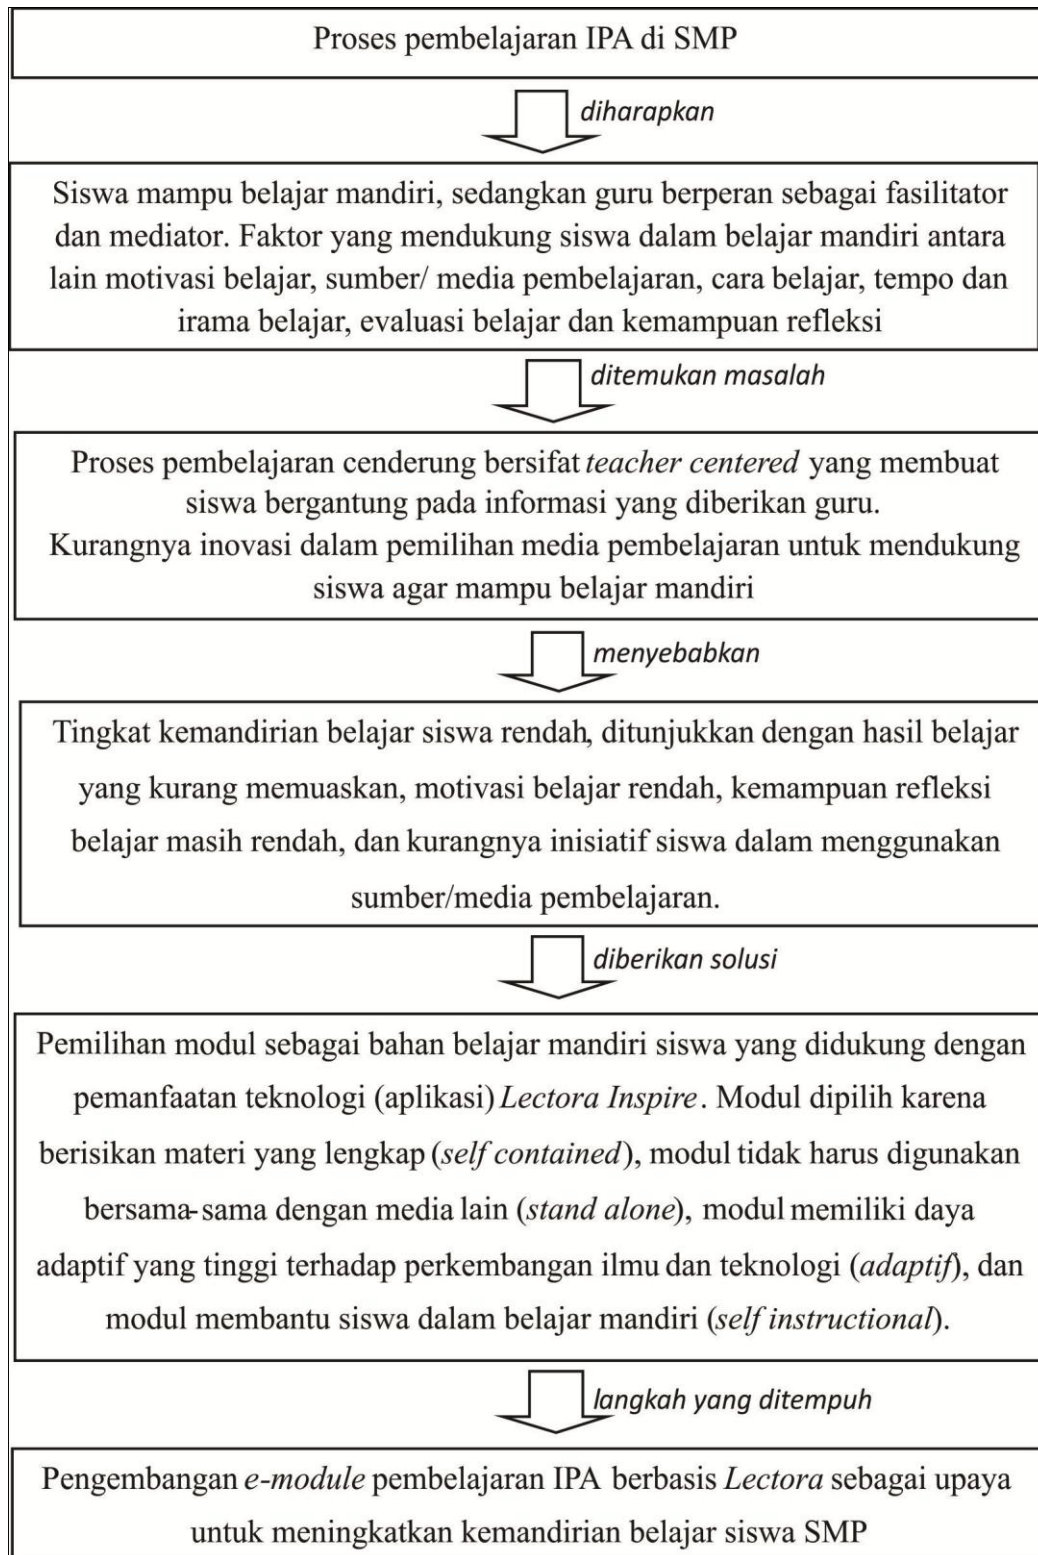 Proses pembelajaran IPA di SMP
diharapkan
Siswa mampu belajar mandiri, sedangkan guru berperan sebagai fasilitator
dan mediator. Faktor yang mendukung siswa dalam belajar mandiri antara
lain motivasi belajar, sumber/ media pembelajaran, cara belajar, tempo dan
irama belajar, evaluasi belajar dan kemampuan refleksi
ditemukan masalah
Proses pembelajaran cenderung bersifat teacher centered yang membuat
siswa bergantung pada informasi yang diberikan guru.
Kurangnya inovasi dalam pemilihan media pembelajaran untuk mendukung
siswa agar mampu belajar mandiri
menyebabkan
Tingkat kemandirian belajar siswa rendah, ditunjukkan dengan hasil belajar
yang kurang memuaskan, motivasi belajar rendah, kemampuan refleksi
belajar masih rendah, dan kurangnya inisiatif siswa dalam menggunakan
sumber/media pembelajaran.
diberikan solusi
Pemilihan modul sebagai bahan belajar mandiri siswa yang didukung dengan
pemanfaatan teknologi (aplikasi) Lectora Inspire. Modul dipilih karena
berisikan materi yang lengkap (self contained), modul tidak harus digunakan
bersama-sama dengan media lain (stand alone), modul memiliki daya
adaptif yang tinggi terhadap perkembangan ilmu dan teknologi (adaptif), dan
modul membantu siswa dalam belajar mandiri (self instructional).
langkah yang ditempuh
Pengembangan e-module pembelajaran IPA berbasis Lectora sebagai upaya
untuk meningkatkan kemandirian belajar siswa SMP